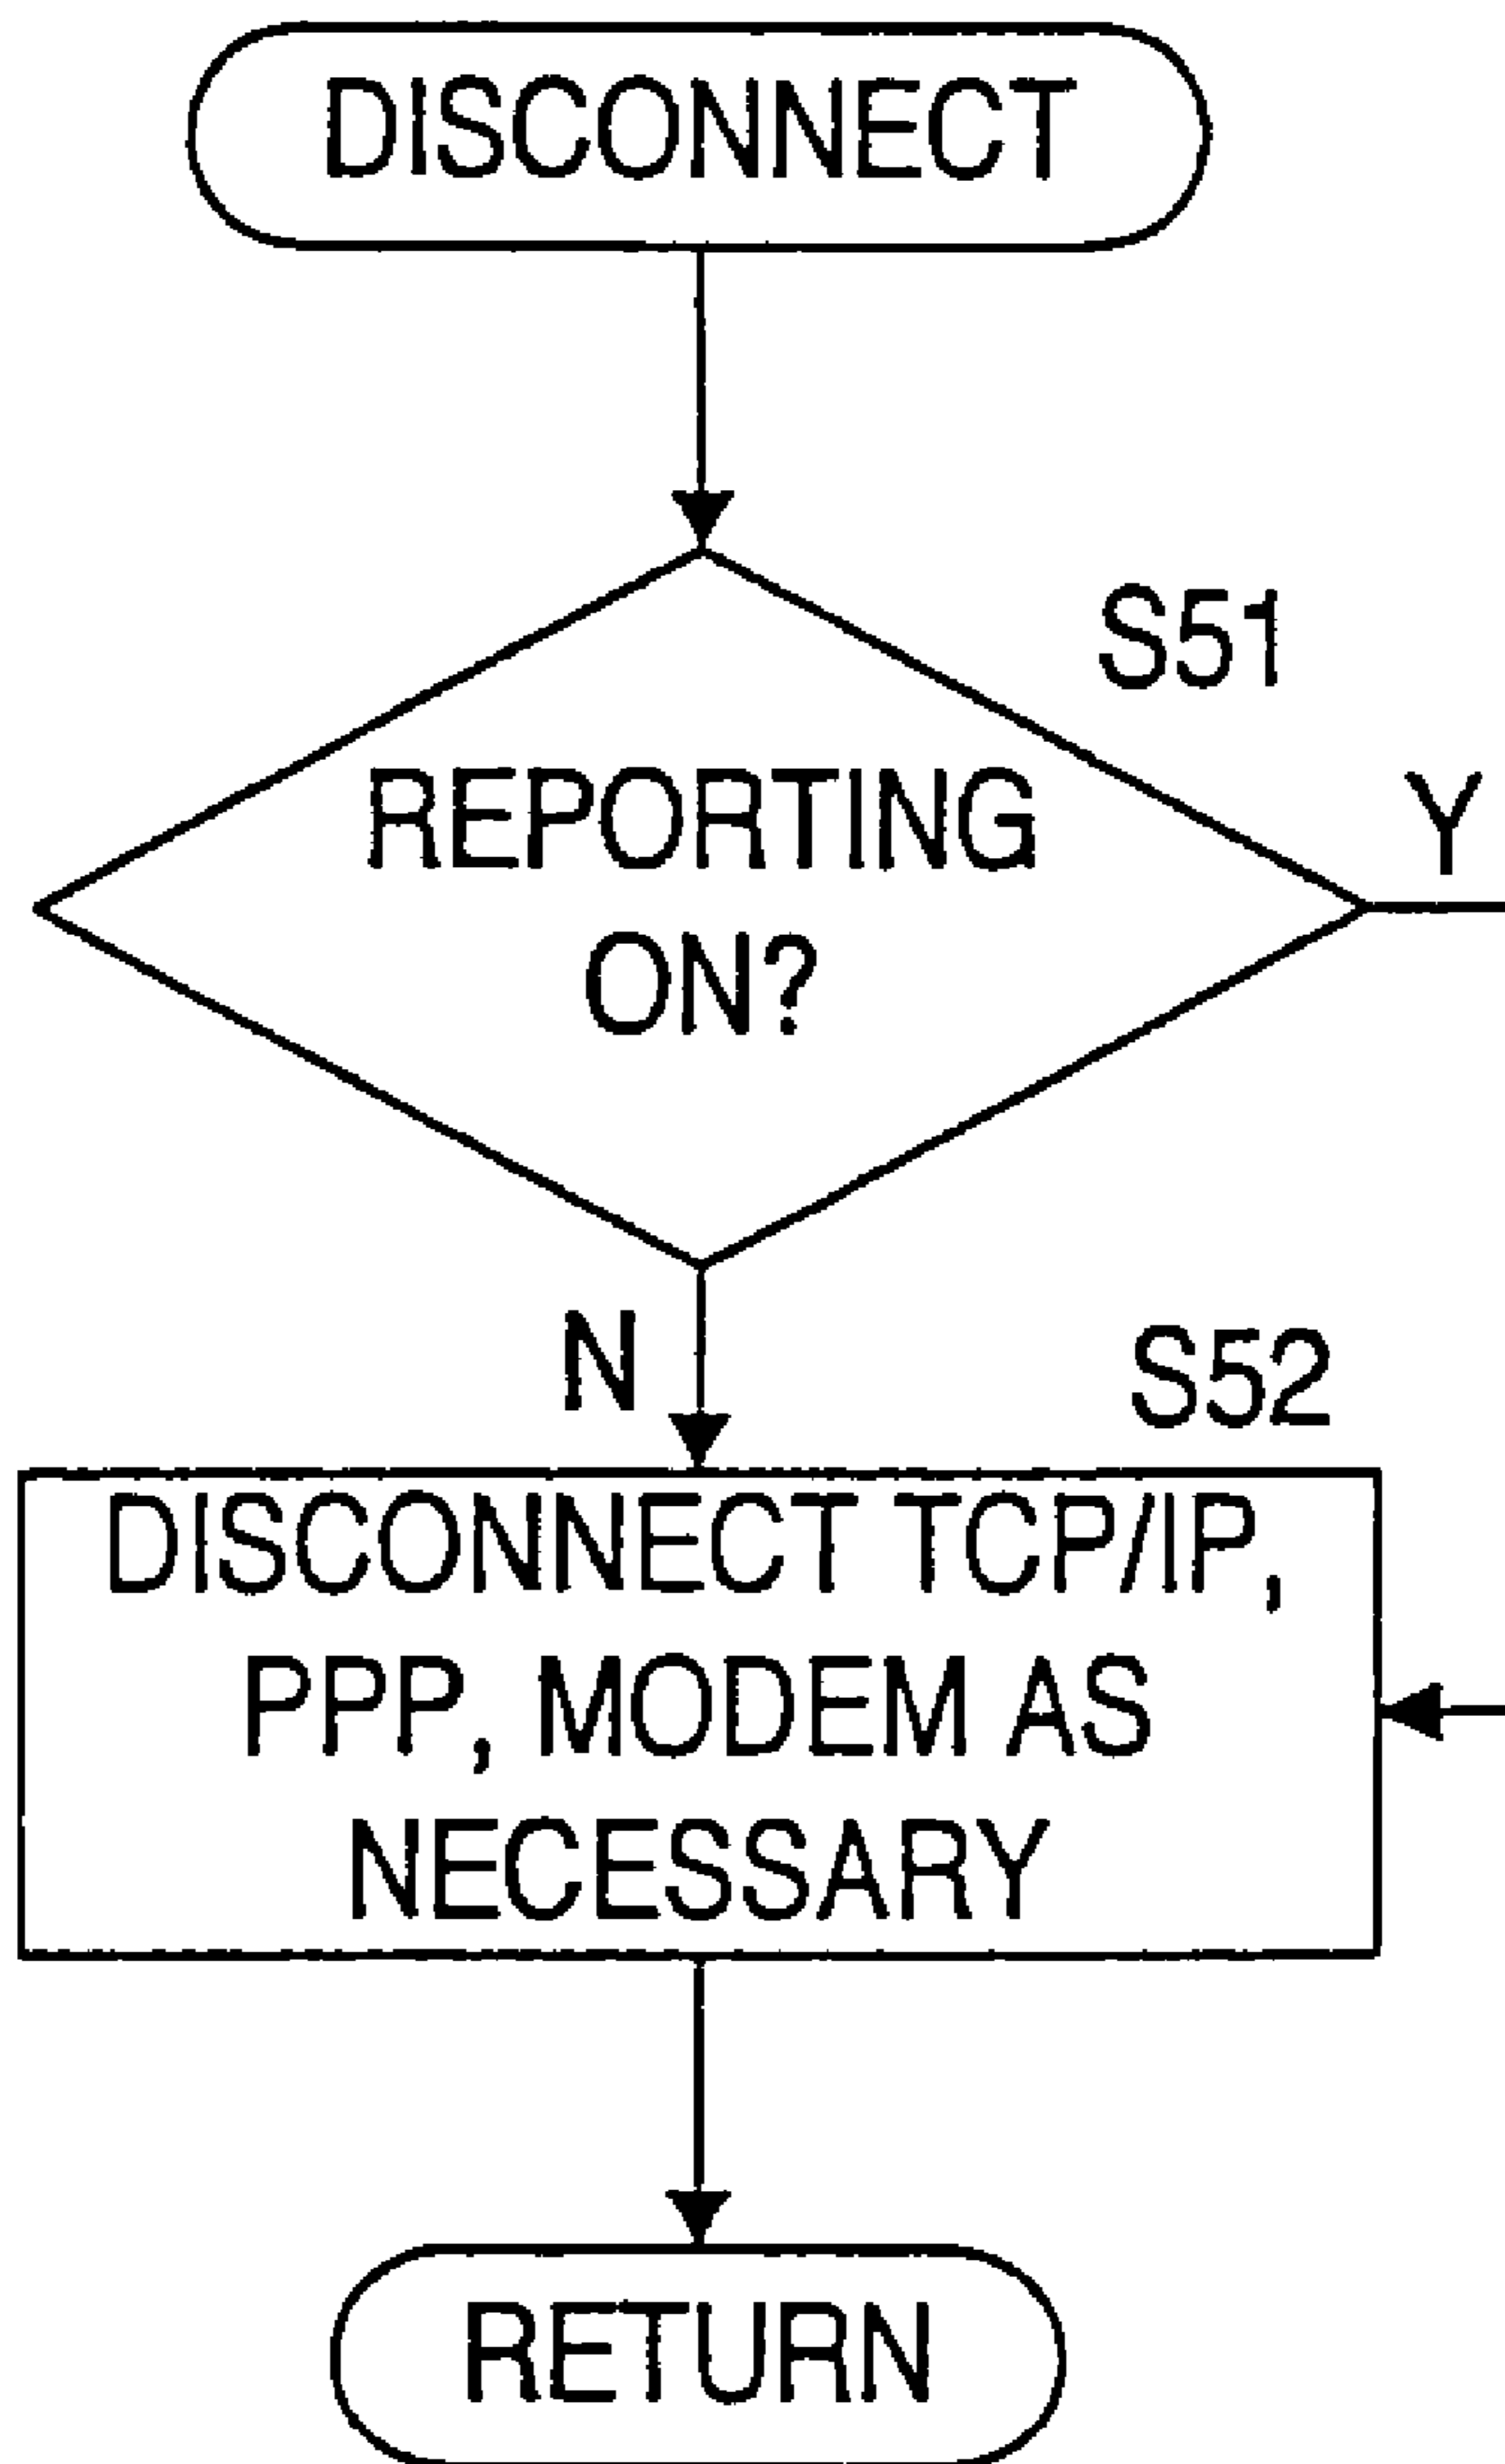 DISCONNECT
S51
REPORTING
ON?
Y
N
S52
DISCONNECT TCP/IP,
PPP, MODEM AS
NECESSARY
RETURN